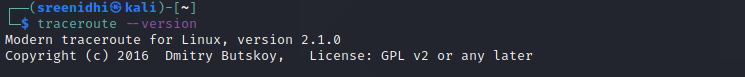 ┌──(sreenidhi㉿kali)-[~]
└─$ traceroute --version
Modern traceroute for Linux, version 2.1.0
Copyright (c) 2016  Dmitry Butskoy,   License: GPL v2 or any later